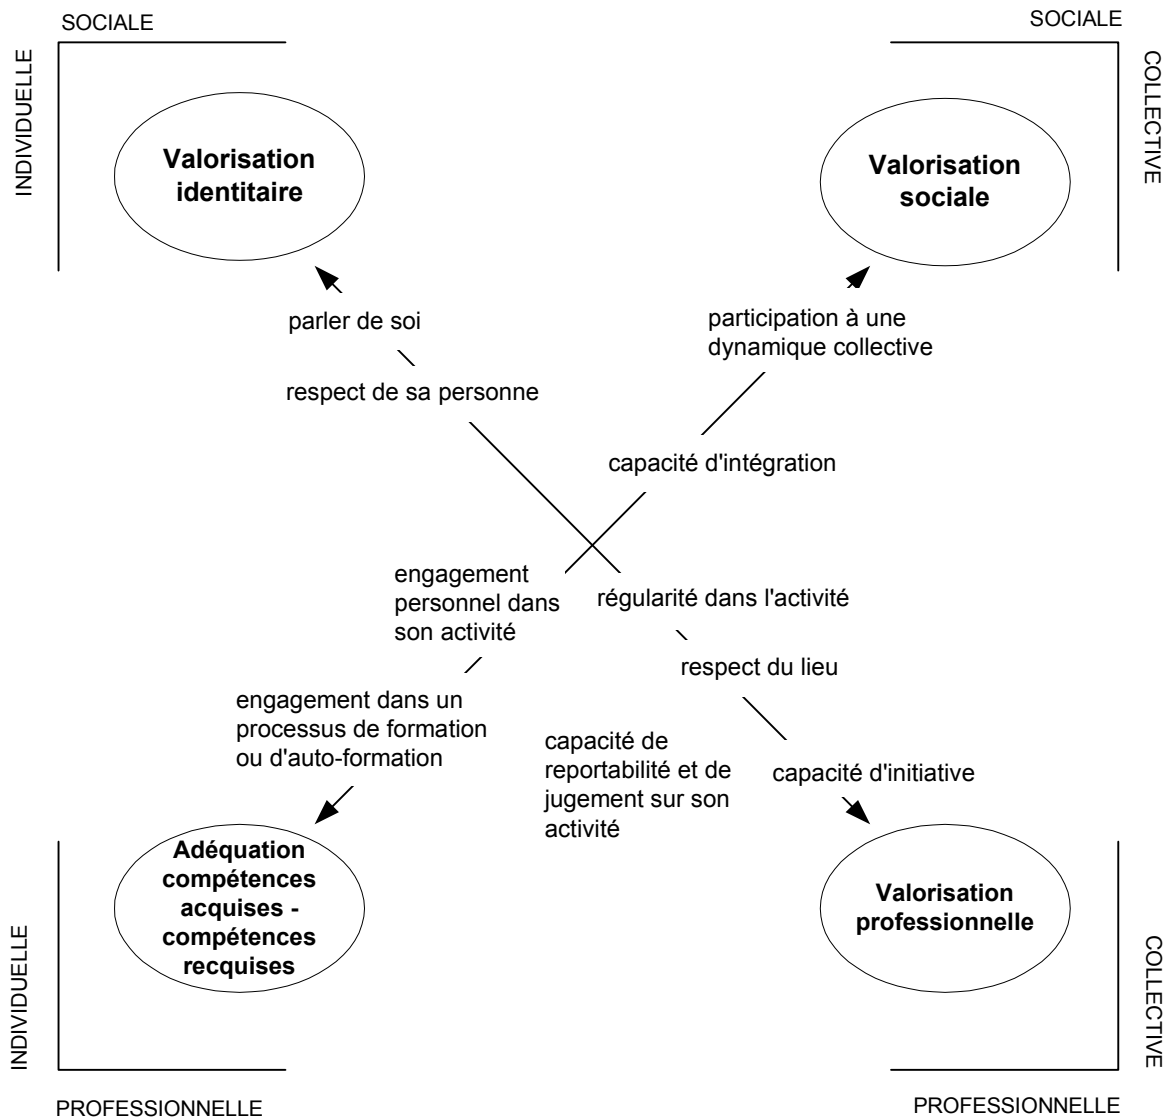 SOCIALE
SOCIALE
INDIVIDUELLE
COLLECTIVE
Valorisation
identitaire
Valorisation
sociale
parler de soi
participation à une
dynamique collective
respect de sa personne
capacité d'intégration
engagement
personnel dans
son activité
régularité dans l'activité
respect du lieu
engagement dans un
processus de formation
ou d'auto-formation
capacité de
reportabilité et de
jugement sur son
activité
capacité d'initiative
Adéquation
compétences
acquises -
compétences
recquises
Valorisation
professionnelle
INDIVIDUELLE
COLLECTIVE
PROFESSIONNELLE
PROFESSIONNELLE